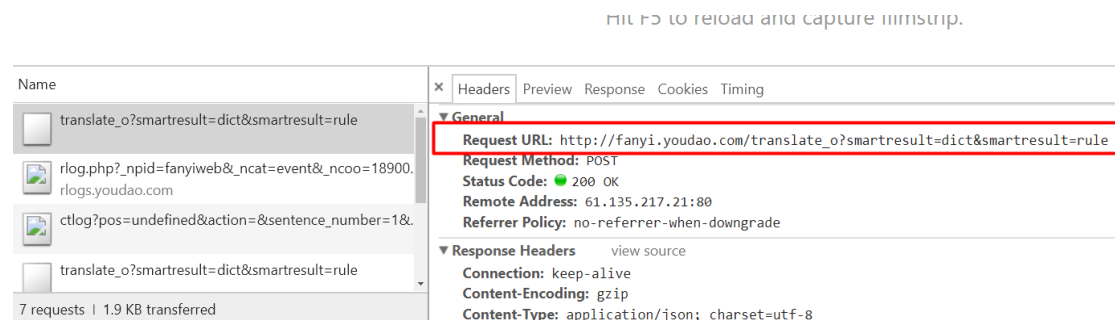 Hit F5 to reload and capture filmstrip.
Name
translate_o?smartresult=dict&smartresult=rule
rlog.php?_npid=fanyiweb&_ncat=event&_ncoo=18900.
rlogs.youdao.com
ctlog?pos=undefined&action=&sentence_number=1&.
translate_o?smartresult=dict&smartresult=rule
7 requests | 1.9 KB transferred
× Headers Preview Response Cookies Timing
▼ General
Request URL: http://fanyi.youdao.com/translate_o?smartresult=dict&smartresult=rule
Request Method: POST
Status Code: 200 OK
Remote Address: 61.135.217.21:80
Referrer Policy: no-referrer-when-downgrade
▼ Response Headers view source
Connection: keep-alive
Content-Encoding: gzip
Content-Type: application/json; charset=utf-8